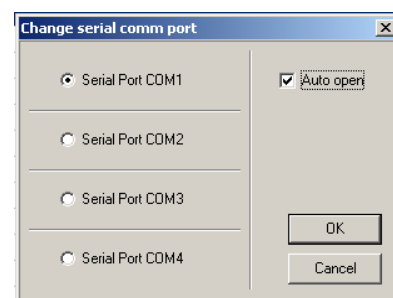 Change serial comm port
Serial Port COM1
Auto open
Serial Port COM2
Serial Port COM3
OK
Serial Port COM4
Cancel